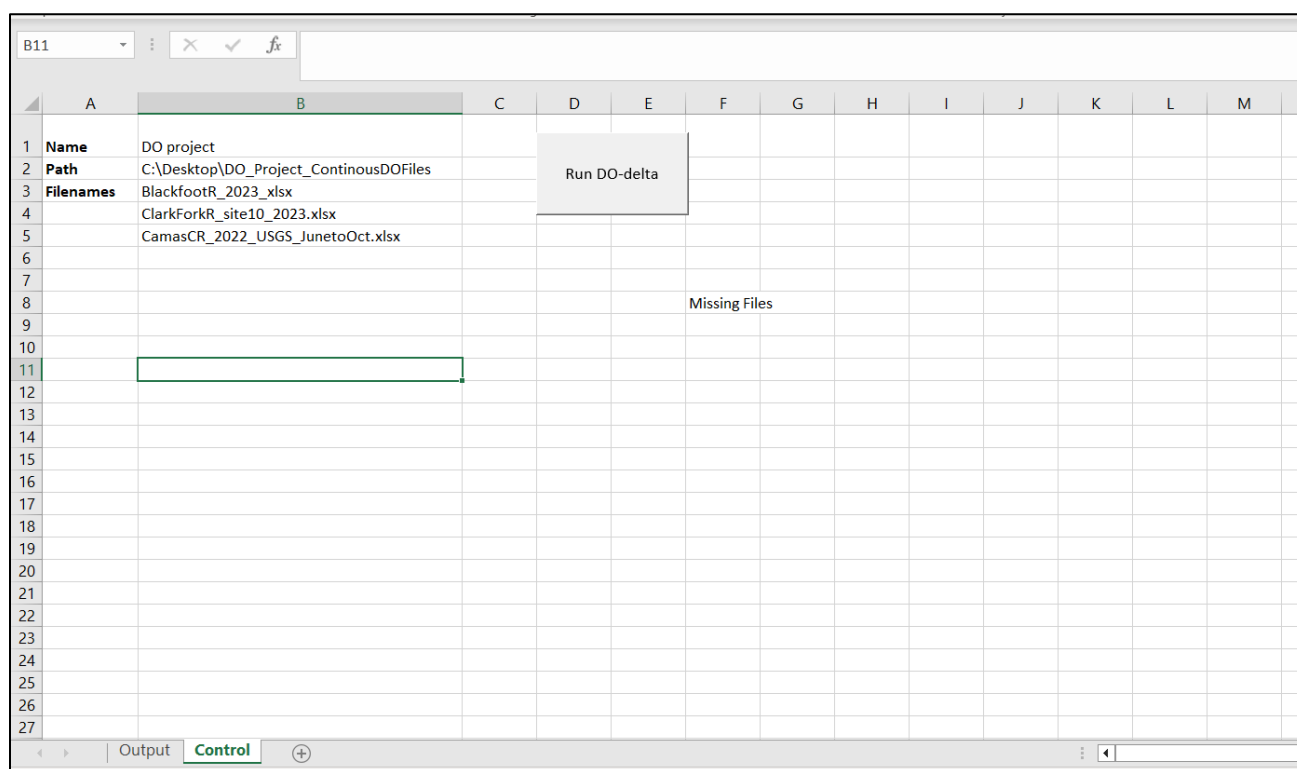 B11 fx
A B C D E F G H I J K L M
1 Name DO project
2 Path C:\Desktop\DO_Project_ContinousDOFiles
Run DO-delta
3 Filenames BlackfootR_2023_xlsx
4 ClarkForkR_site10_2023.xlsx
5 CamasCR_2022_USGS_JunetoOct.xlsx
6
7
8 Missing Files
9
10
11
12
13
14
15
16
17
18
19
20
21
22
23
24
25
26
27
Output Control